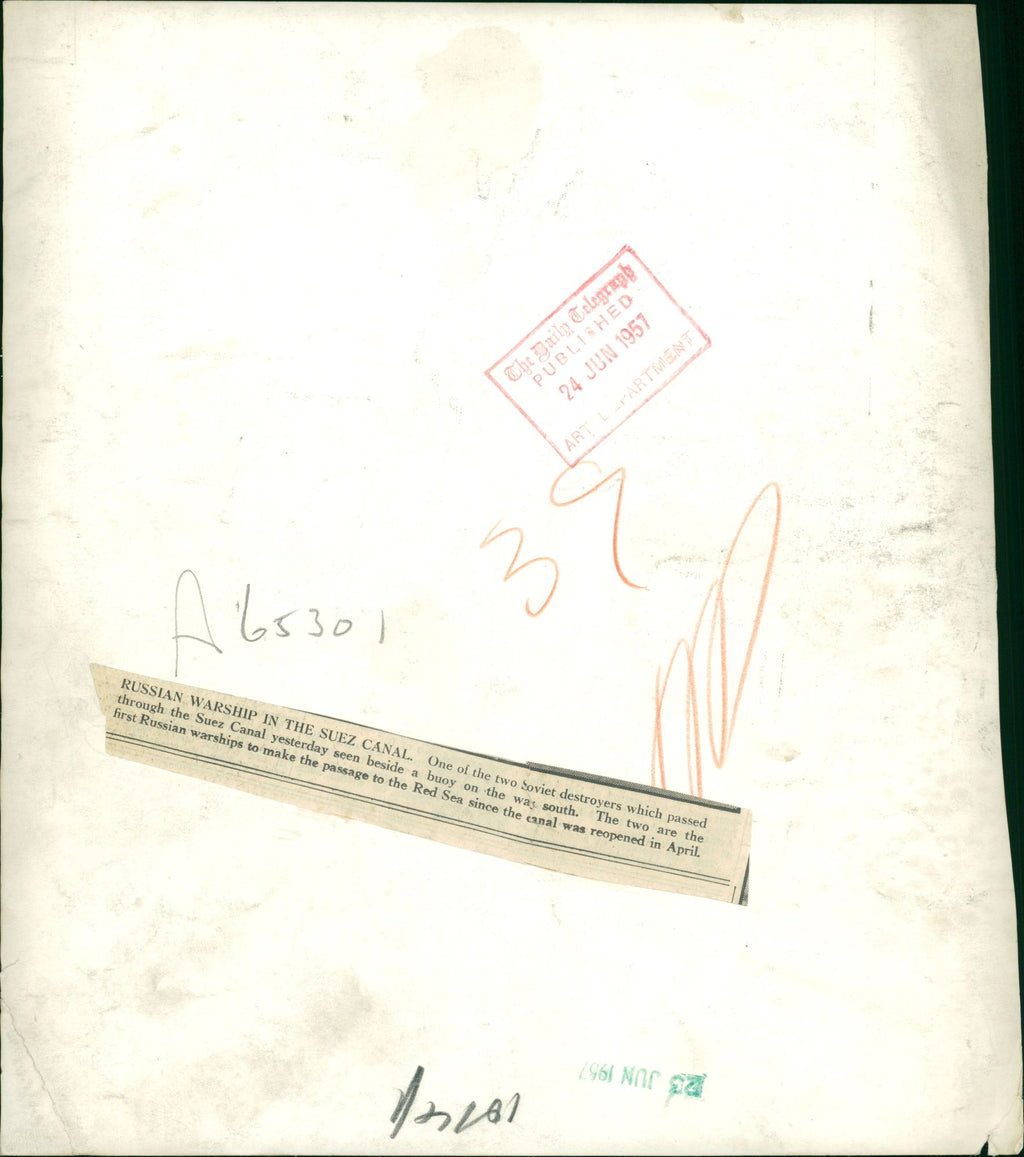 The Daily Telegraph
PUBLISHED
24 JUN 1957
ART DEPARTMENT
39
A65301
RUSSIAN WARSHIP IN THE SUEZ CANAL. One of the two Soviet destroyers which passed
through the Suez Canal yesterday seen beside a buoy on the way south. The two are the
first Russian warships to make the passage to the Red Sea since the canal was reopened in April.
23 JUN 1957